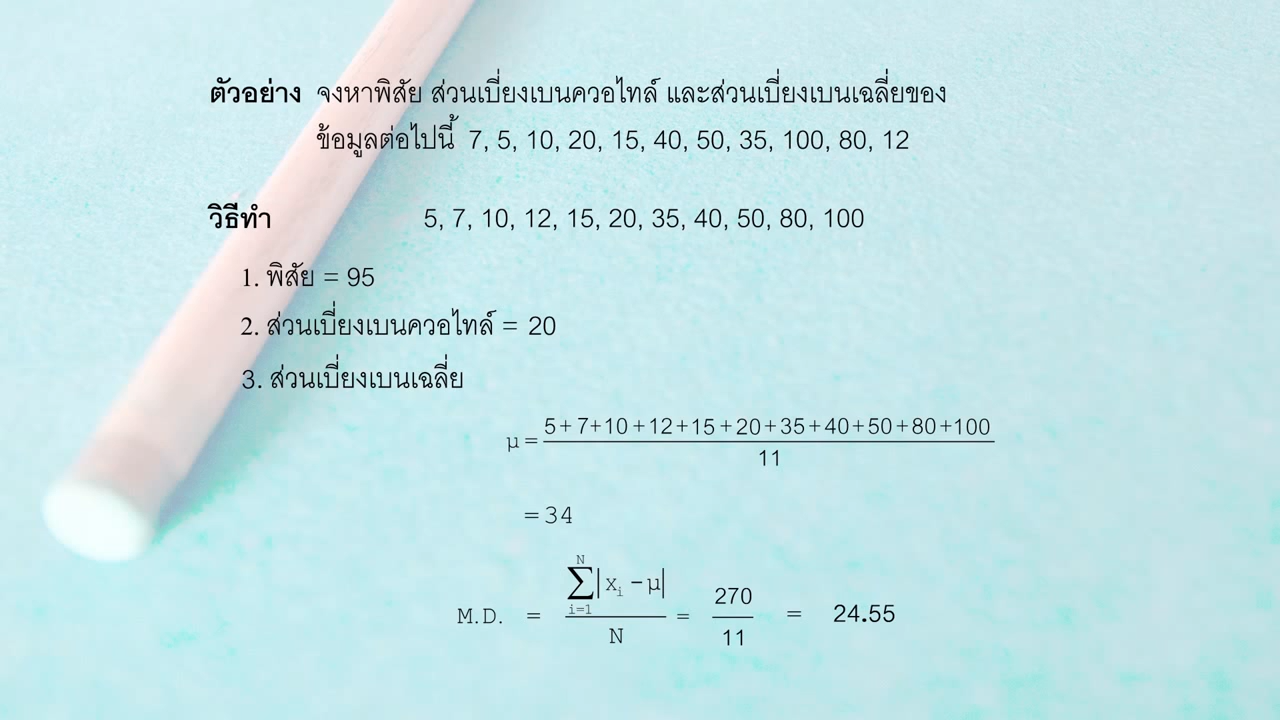 ตัวอย่าง จงหาพิสัย ส่วนเบี่ยงเบนควอไทล์ และส่วนเบี่ยงเบนเฉลี่ยของ
ข้อมูลต่อไปนี้ 7, 5, 10, 20, 15, 40, 50, 35, 100, 80, 12
วิธีทำ 5, 7, 10, 12, 15, 20, 35, 40, 50, 80, 100
1. พิสัย = 95
2. ส่วนเบี่ยงเบนควอไทล์ = 20
3. ส่วนเบี่ยงเบนเฉลี่ย
μ = 5+7+10+12+15+20+35+40+50+80+100
11
= 34
N
∑|xi - μ|
i=1
M.D. = = 270 = 24.55
N 11